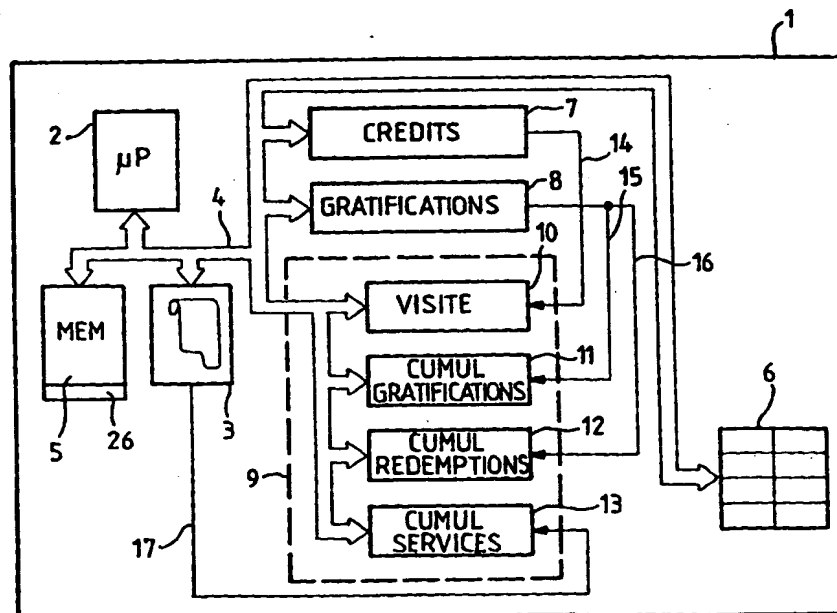 1
2
μP
4
CREDITS
7
14
GRATIFICATIONS
8
15
16
10
VISITE
MEM
5
26
3
CUMUL
GRATIFICATIONS
11
CUMUL
REDEMPTIONS
12
9
CUMUL
SERVICES
13
6
17